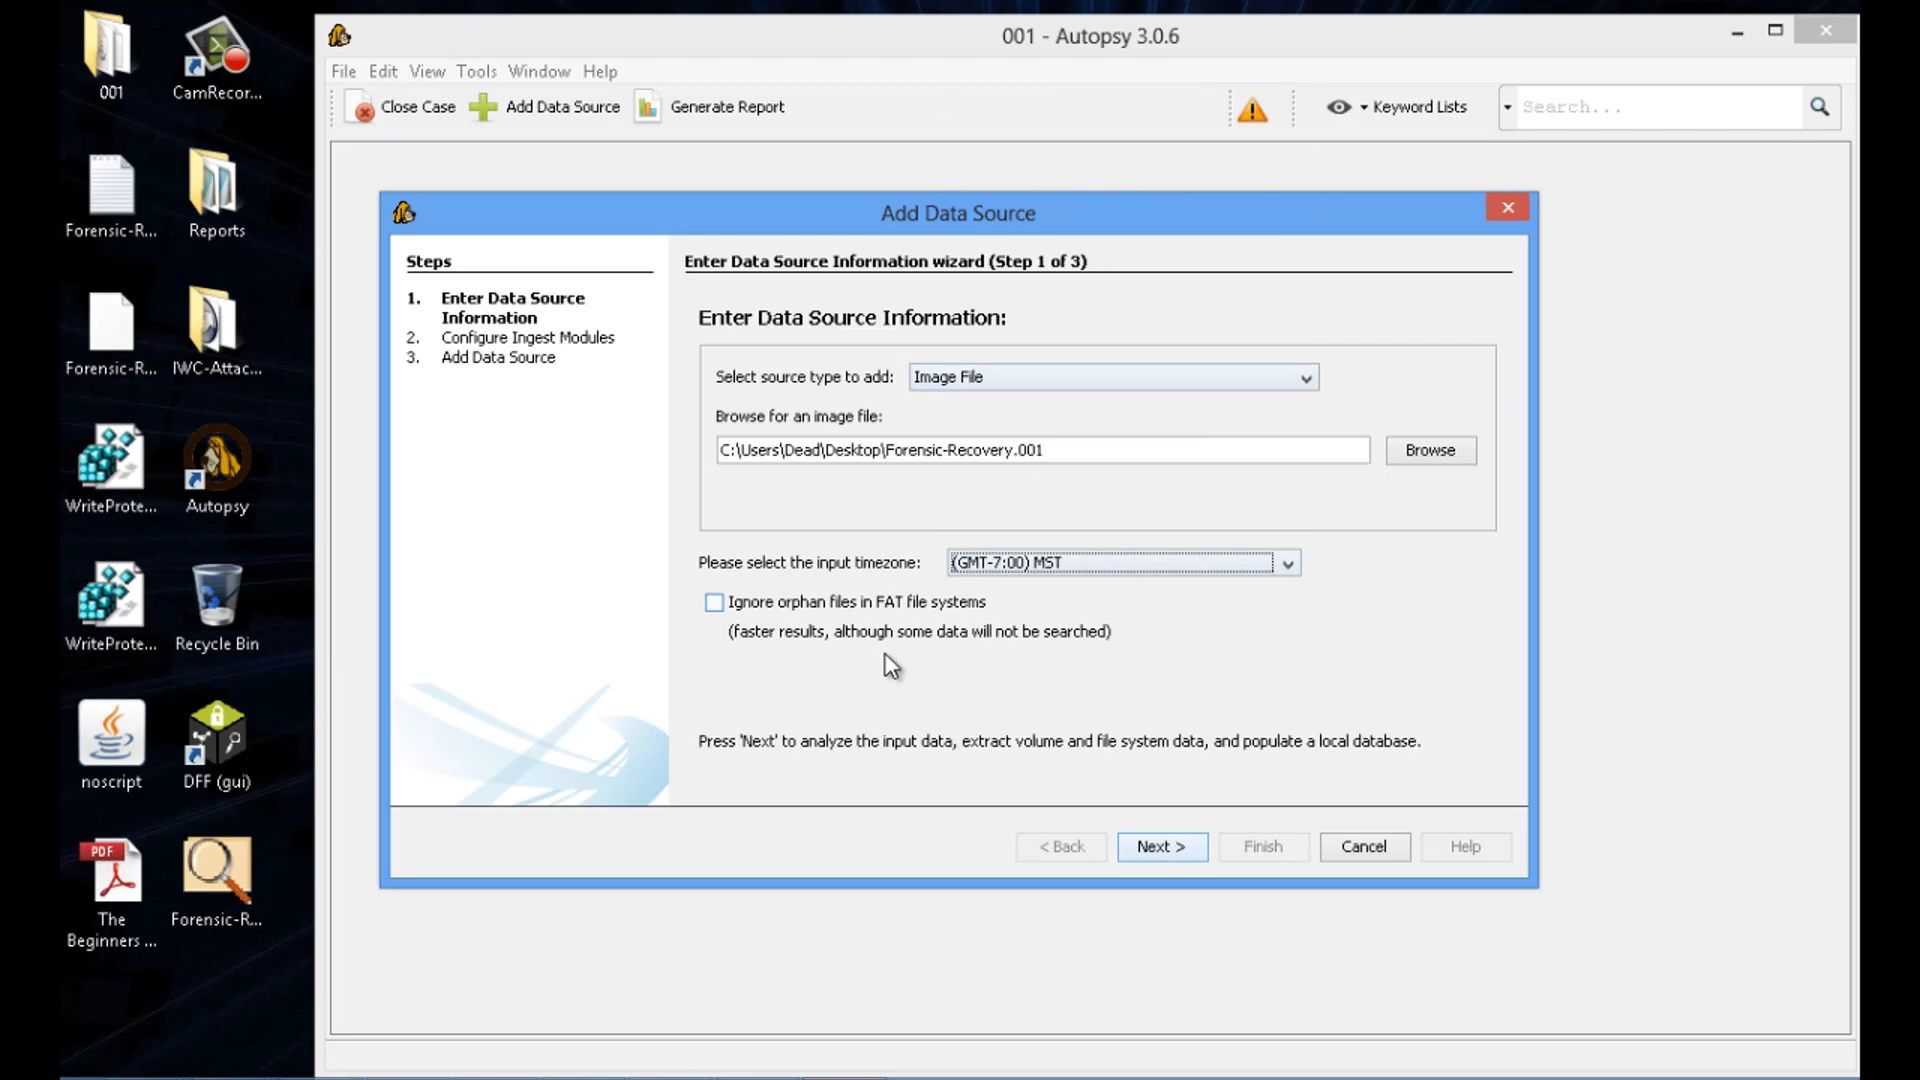 001
CamRecor...
Forensic-R...
Reports
Forensic-R...
IWC-Attac...
WriteProte...
Autopsy
WriteProte...
Recycle Bin
noscript
DFF (gui)
PDF
The
Beginners ...
Forensic-R...
001 - Autopsy 3.0.6
File Edit View Tools Window Help
Close Case Add Data Source Generate Report Keyword Lists Search...
Add Data Source
Steps
1. Enter Data Source
Information
2. Configure Ingest Modules
3. Add Data Source
Enter Data Source Information wizard (Step 1 of 3)
Enter Data Source Information:
Select source type to add: Image File
Browse for an image file:
C:\Users\Dead\Desktop\Forensic-Recovery.001 Browse
Please select the input timezone: (GMT-7:00) MST
Ignore orphan files in FAT file systems
(faster results, although some data will not be searched)
Press 'Next' to analyze the input data, extract volume and file system data, and populate a local database.
< Back Next > Finish Cancel Help